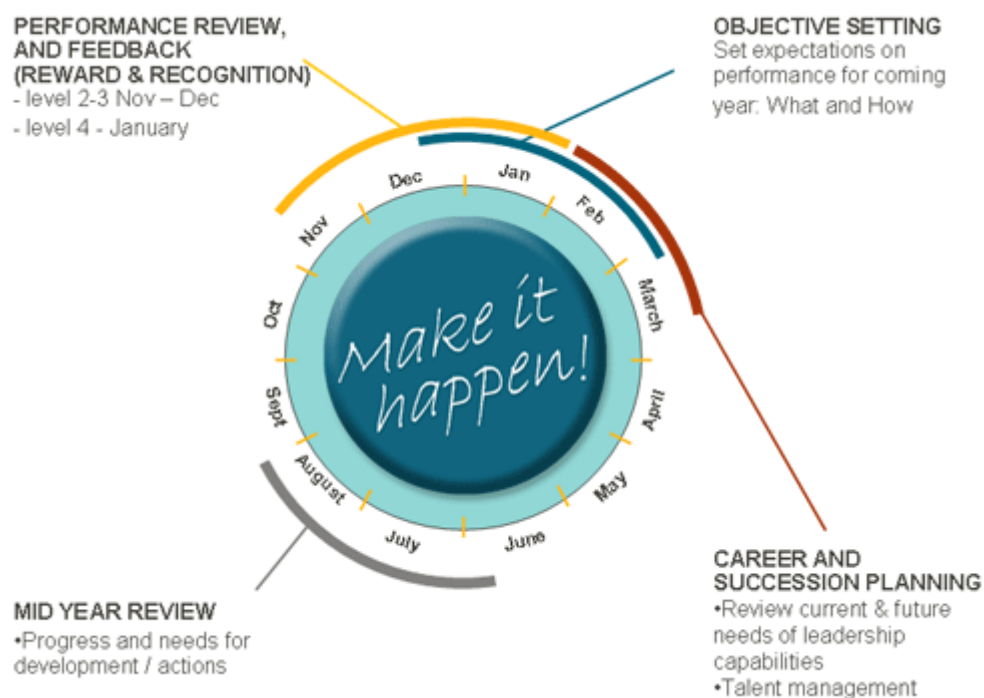 PERFORMANCE REVIEW,
AND FEEDBACK
(REWARD & RECOGNITION)
- level 2-3 Nov – Dec
- level 4 - January
OBJECTIVE SETTING
Set expectations on
performance for coming
year: What and How
Jan
Feb
March
April
May
June
July
August
Sept
Oct
Nov
Dec
Make it
happen!
MID YEAR REVIEW
•Progress and needs for
development / actions
CAREER AND
SUCCESSION PLANNING
•Review current & future
needs of leadership
capabilities
•Talent management